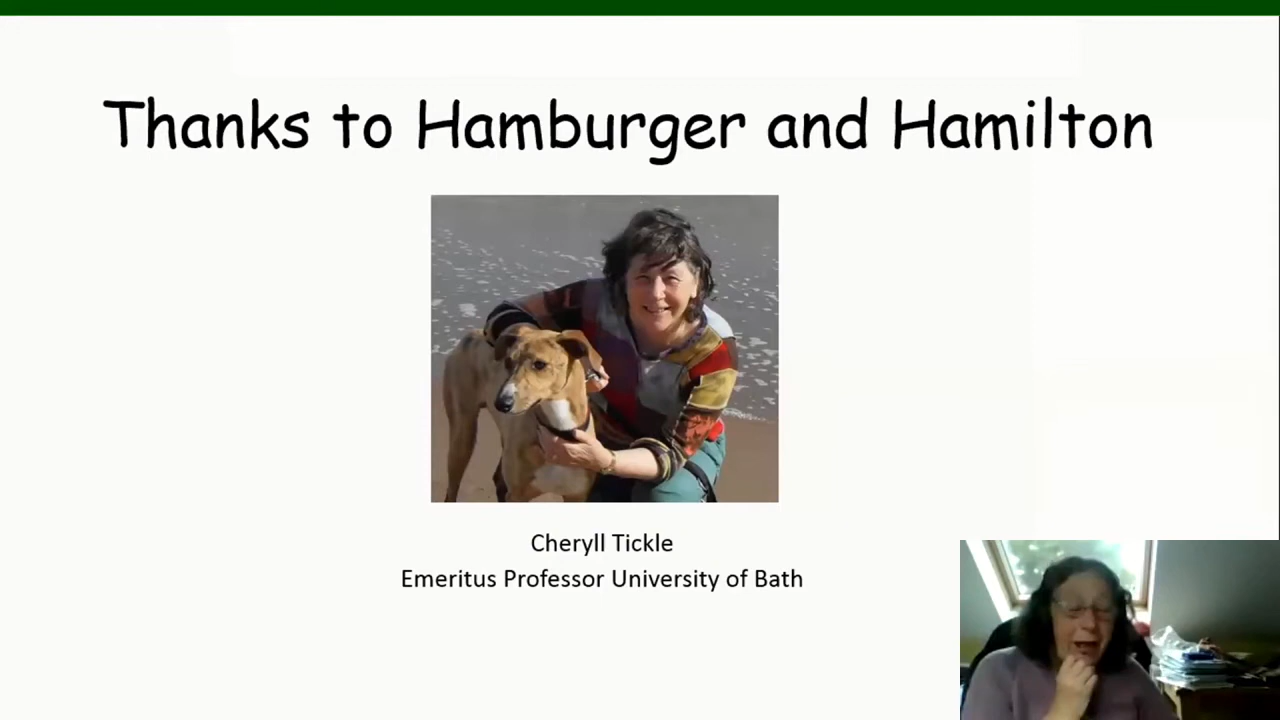 Thanks to Hamburger and Hamilton
Cheryll Tickle
Emeritus Professor University of Bath